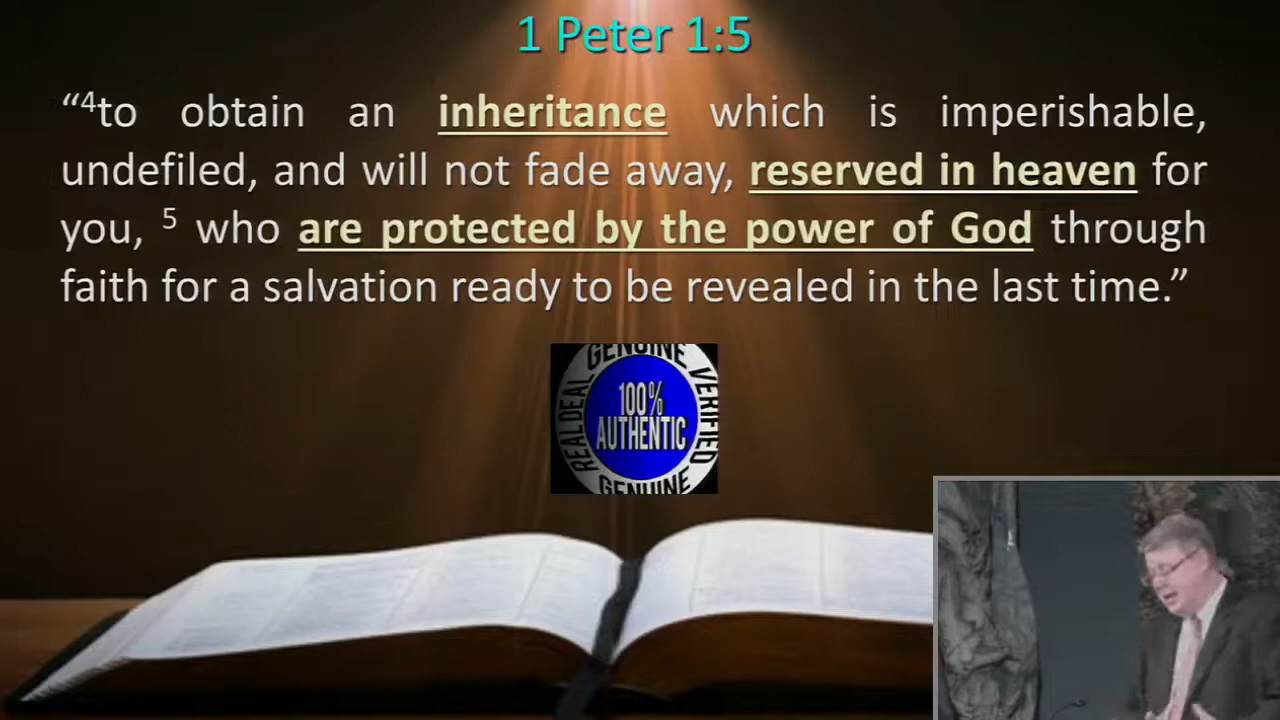 1 Peter 1:5
“⁴to obtain an inheritance which is imperishable,
undefiled, and will not fade away, reserved in heaven for
you, ⁵ who are protected by the power of God through
faith for a salvation ready to be revealed in the last time.”
GENUINE
REAL DEAL
100%
AUTHENTIC
VERIFIED
GENUINE